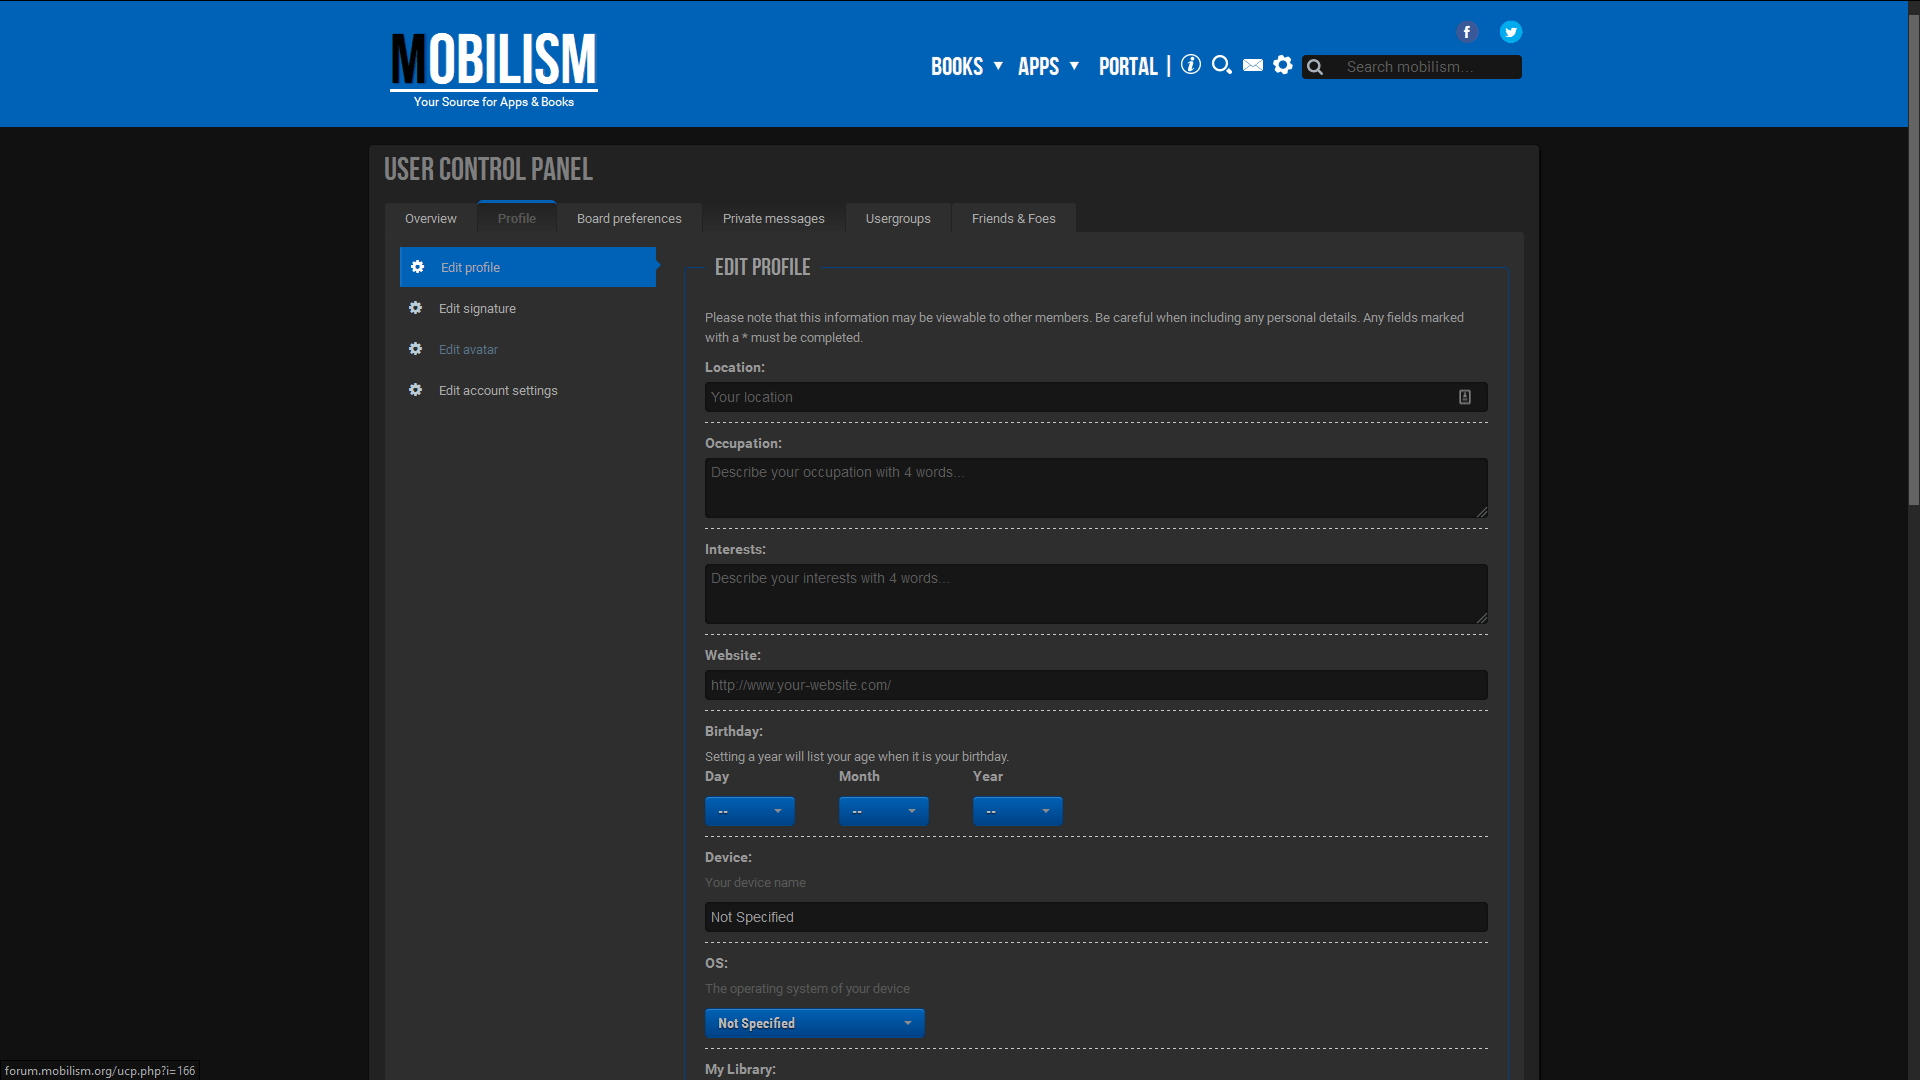 MOBILISM
Your Source for Apps & Books
BOOKS APPS PORTAL |
Search mobilism...
USER CONTROL PANEL
Overview Profile Board preferences Private messages Usergroups Friends & Foes
Edit profile
Edit signature
Edit avatar
Edit account settings
EDIT PROFILE
Please note that this information may be viewable to other members. Be careful when including any personal details. Any fields marked
with a * must be completed.
Location:
Your location
Occupation:
Describe your occupation with 4 words...
Interests:
Describe your interests with 4 words...
Website:
http://www.your-website.com/
Birthday:
Setting a year will list your age when it is your birthday.
Day Month Year
-- -- --
Device:
Your device name
Not Specified
OS:
The operating system of your device
Not Specified
My Library:
forum.mobilism.org/ucp.php?i=166